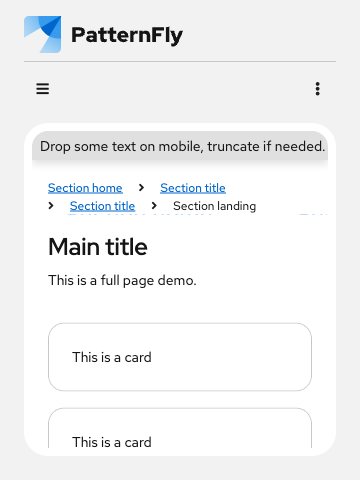 PatternFly
Drop some text on mobile, truncate if needed.
Section home > Section title
> Section title > Section landing
Main title
This is a full page demo.
This is a card
This is a card